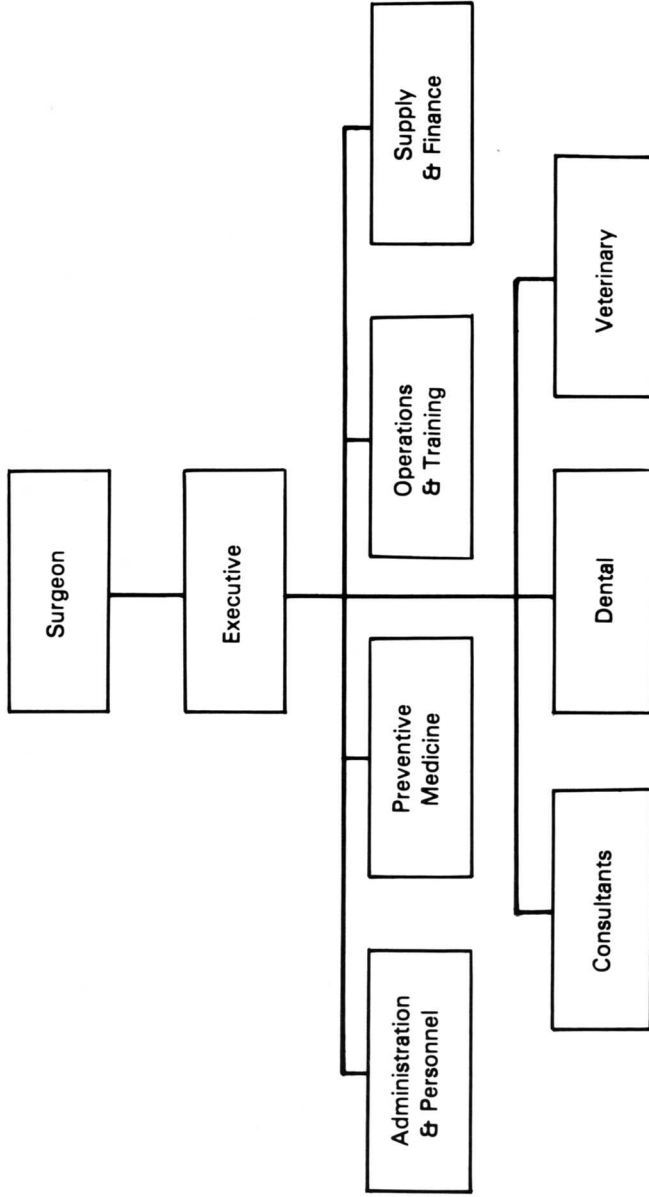 Surgeon
Executive
Administration
& Personnel
Preventive
Medicine
Operations
& Training
Supply
& Finance
Consultants
Dental
Veterinary